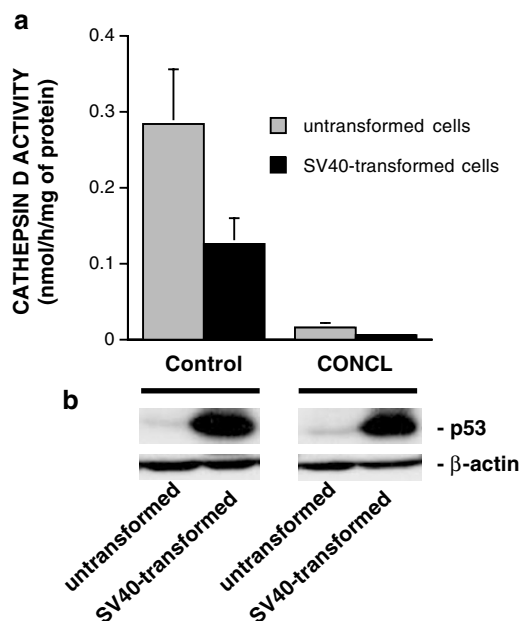 a
CATHEPSIN D ACTIVITY
(nmol/h/mg of protein)
0.4
0.3
0.2
0.1
0
untransformed cells
SV40-transformed cells
Control
CONCL
b
- p53
- β-actin
untransformed
SV40-transformed
untransformed
SV40-transformed